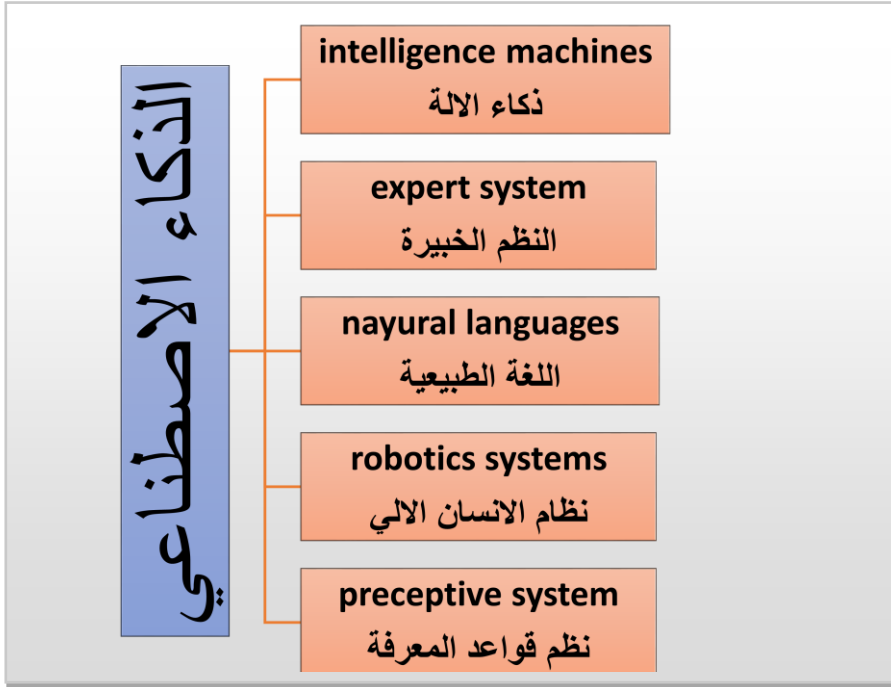 الذكاء الاصطناعي
intelligence machines
ذكاء الالة
expert system
النظم الخبيرة
nayural languages
اللغة الطبيعية
robotics systems
نظام الانسان الالي
preceptive system
نظم قواعد المعرفة